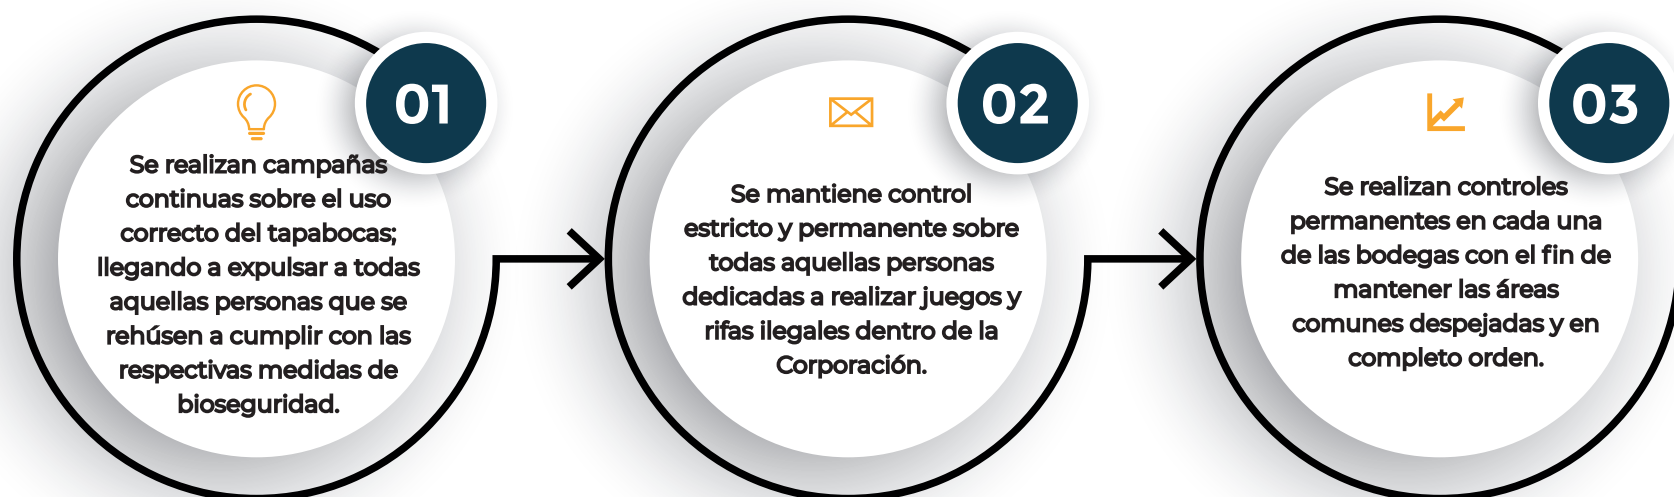 01
Se realizan campañas
continuas sobre el uso
correcto del tapabocas;
llegando a expulsar a todas
aquellas personas que se
rehúsen a cumplir con las
respectivas medidas de
bioseguridad.
02
Se mantiene control
estricto y permanente sobre
todas aquellas personas
dedicadas a realizar juegos y
rifas ilegales dentro de la
Corporación.
03
Se realizan controles
permanentes en cada una
de las bodegas con el fin de
mantener las áreas
comunes despejadas y en
completo orden.